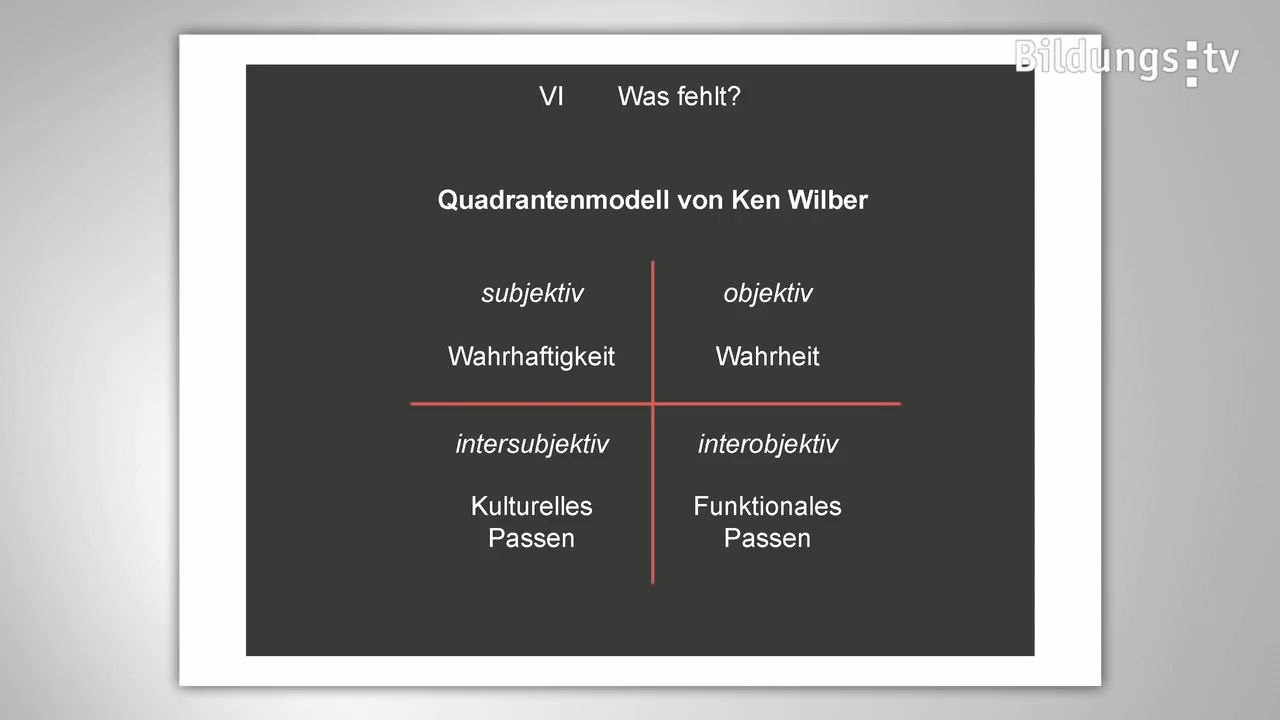 Bildungs:tv
VI Was fehlt?
Quadrantenmodell von Ken Wilber
subjektiv
objektiv
Wahrhaftigkeit
Wahrheit
intersubjektiv
interobjektiv
Kulturelles
Passen
Funktionales
Passen